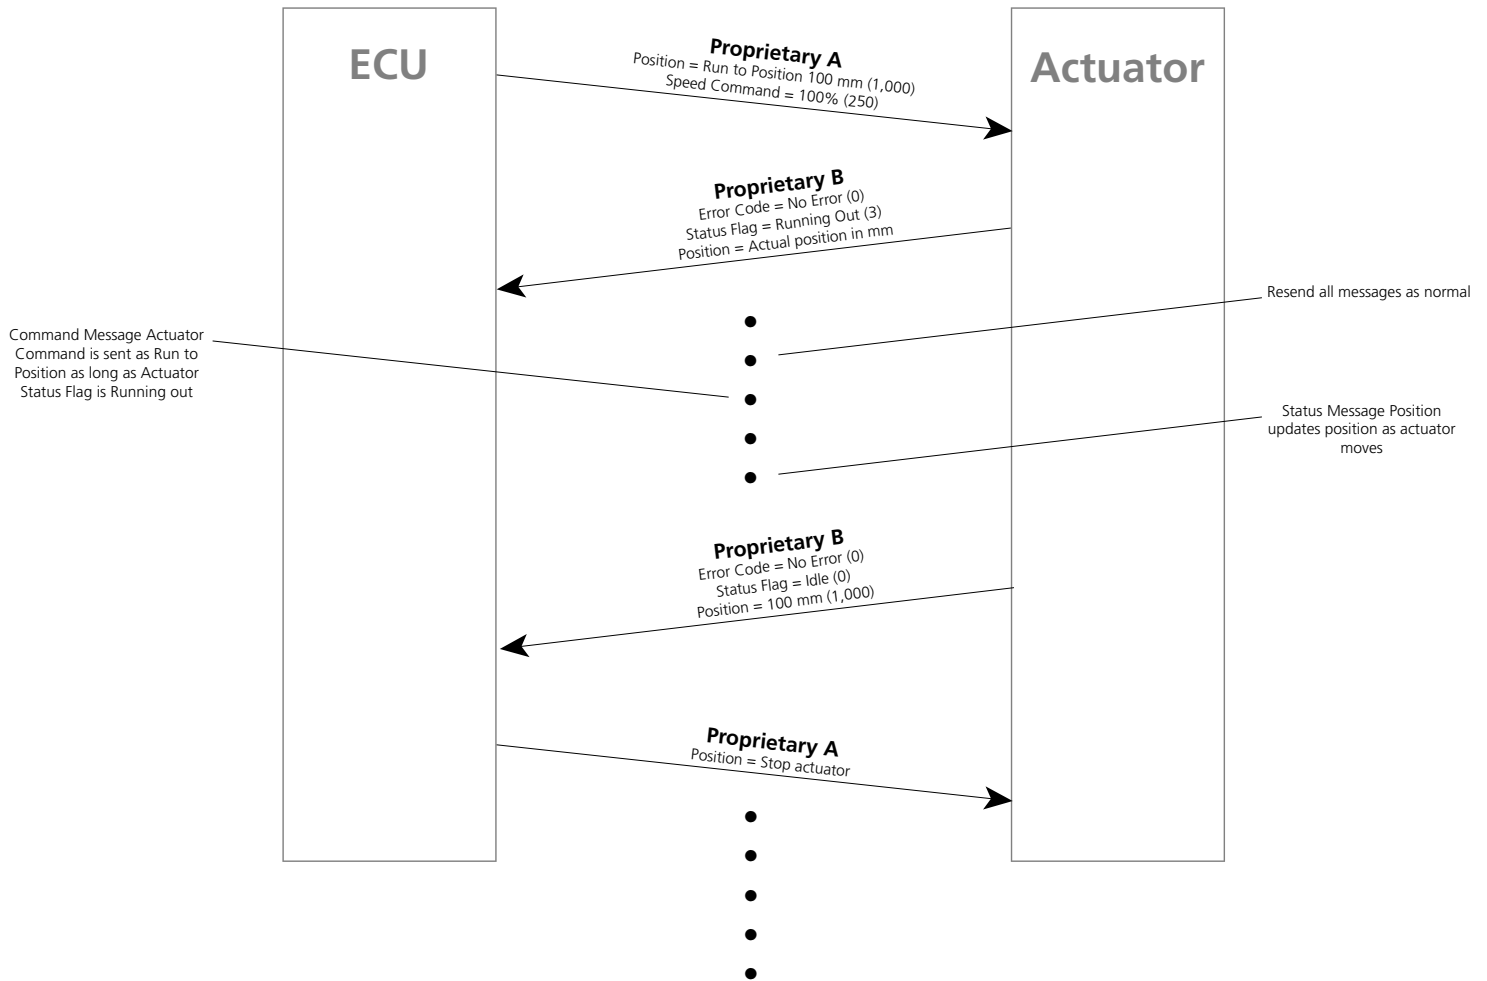 ECU
Actuator
Proprietary A
Position = Run to Position 100 mm (1,000)
Speed Command = 100% (250)
Proprietary B
Error Code = No Error (0)
Status Flag = Running Out (3)
Position = Actual position in mm
Resend all messages as normal
Command Message Actuator
Command is sent as Run to
Position as long as Actuator
Status Flag is Running out
Status Message Position
updates position as actuator
moves
Proprietary B
Error Code = No Error (0)
Status Flag = Idle (0)
Position = 100 mm (1,000)
Proprietary A
Position = Stop actuator